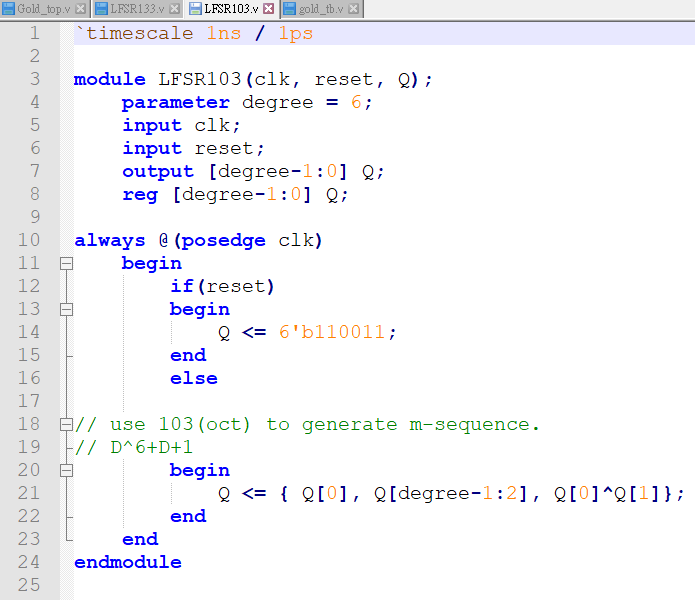 Gold_top.v LFSR133.v LFSR103.v gold_tb.v
1 `timescale 1ns / 1ps
2
3 module LFSR103(clk, reset, Q);
4 parameter degree = 6;
5 input clk;
6 input reset;
7 output [degree-1:0] Q;
8 reg [degree-1:0] Q;
9
10 always @(posedge clk)
11 begin
12 if(reset)
13 begin
14 Q <= 6'b110011;
15 end
16 else
17
18 // use 103(oct) to generate m-sequence.
19 // D^6+D+1
20 begin
21 Q <= { Q[0], Q[degree-1:2], Q[0]^Q[1]};
22 end
23 end
24 endmodule
25